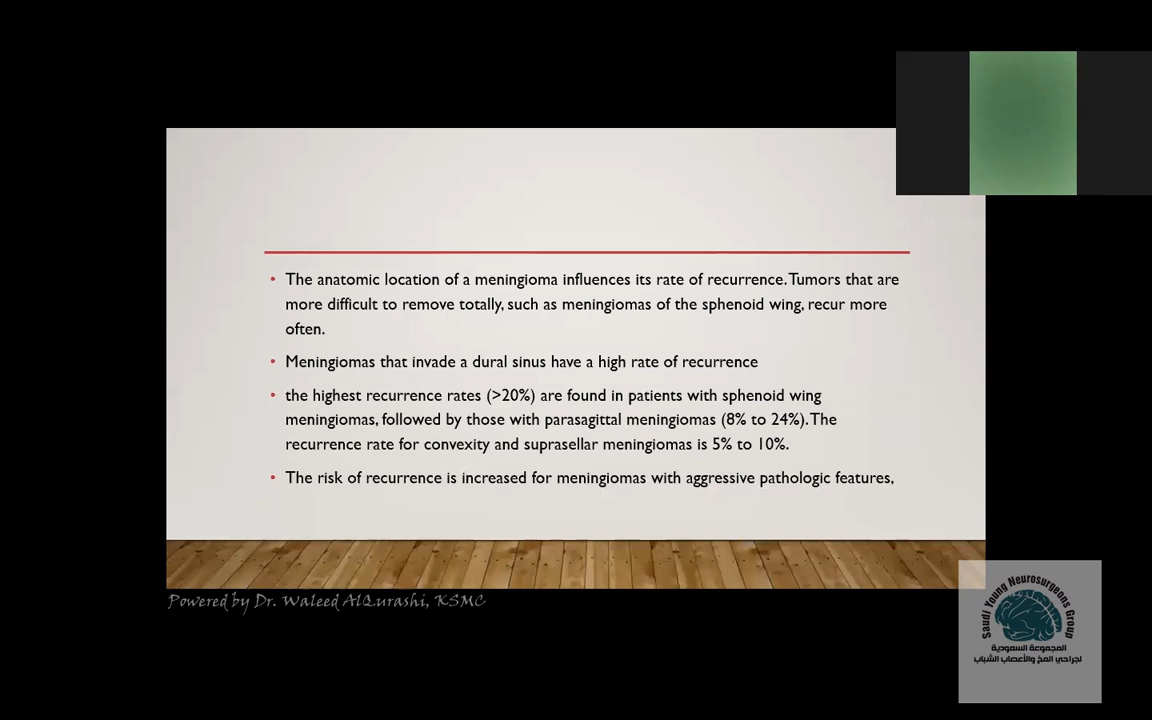 • The anatomic location of a meningioma influences its rate of recurrence. Tumors that are
more difficult to remove totally, such as meningiomas of the sphenoid wing, recur more
often.
• Meningiomas that invade a dural sinus have a high rate of recurrence
• the highest recurrence rates (>20%) are found in patients with sphenoid wing
meningiomas, followed by those with parasagittal meningiomas (8% to 24%). The
recurrence rate for convexity and suprasellar meningiomas is 5% to 10%.
• The risk of recurrence is increased for meningiomas with aggressive pathologic features,
Powered by Dr. Waleed AlQurashi, KSMC
Saudi Young Neurosurgeons Group
المجموعة السعودية
لجراحي المخ والأعصاب الشباب